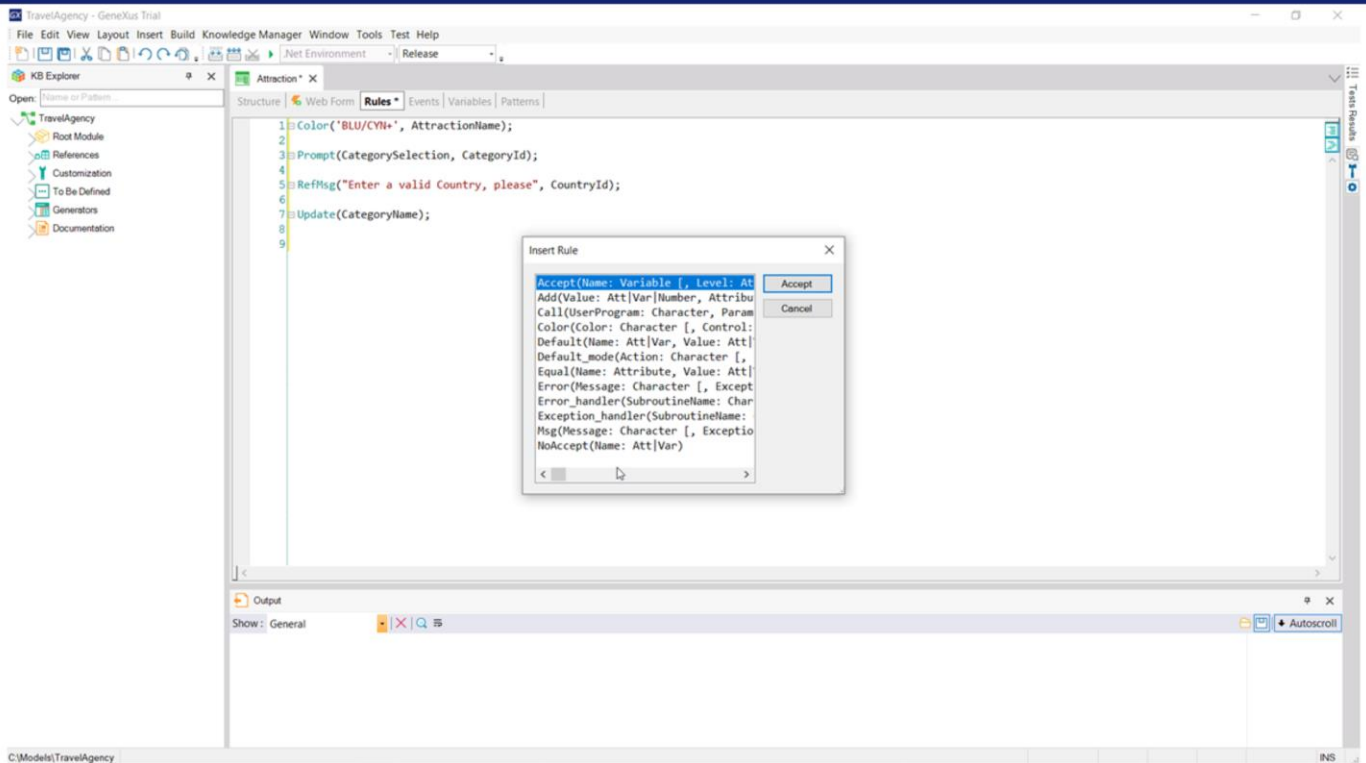 TravelAgency - GeneXus Trial
File Edit View Layout Insert Build Knowledge Manager Window Tools Test Help
.Net Environment Release
KB Explorer
Attraction *
Open: Name or Pattern...
Structure Web Form Rules * Events Variables Patterns
TravelAgency
Root Module
References
Customization
To Be Defined
Generators
Documentation
1 Color('BLU/CYN+', AttractionName);
2
3 Prompt(CategorySelection, CategoryId);
4
5 RefMsg("Enter a valid Country, please", CountryId);
6
7 Update(CategoryName);
8
9
Insert Rule
Accept(Name: Variable [, Level: At
Add(Value: Att|Var|Number, Attribu
Call(UserProgram: Character, Param
Color(Color: Character [, Control:
Default(Name: Att|Var, Value: Att|
Default_mode(Action: Character [,
Equal(Name: Attribute, Value: Att|
Error(Message: Character [, Except
Error_handler(SubroutineName: Char
Exception_handler(SubroutineName:
Msg(Message: Character [, Exceptio
NoAccept(Name: Att|Var)
Accept
Cancel
Tests Results
Output
Show: General
Autoscroll
C:\Models\TravelAgency
INS